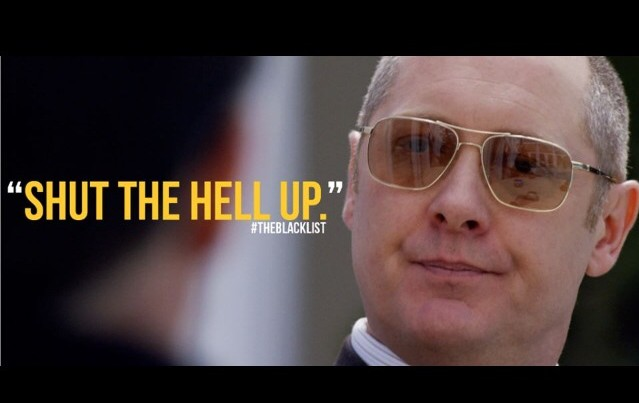 “SHUT THE HELL UP.”
#THEBLACKLIST